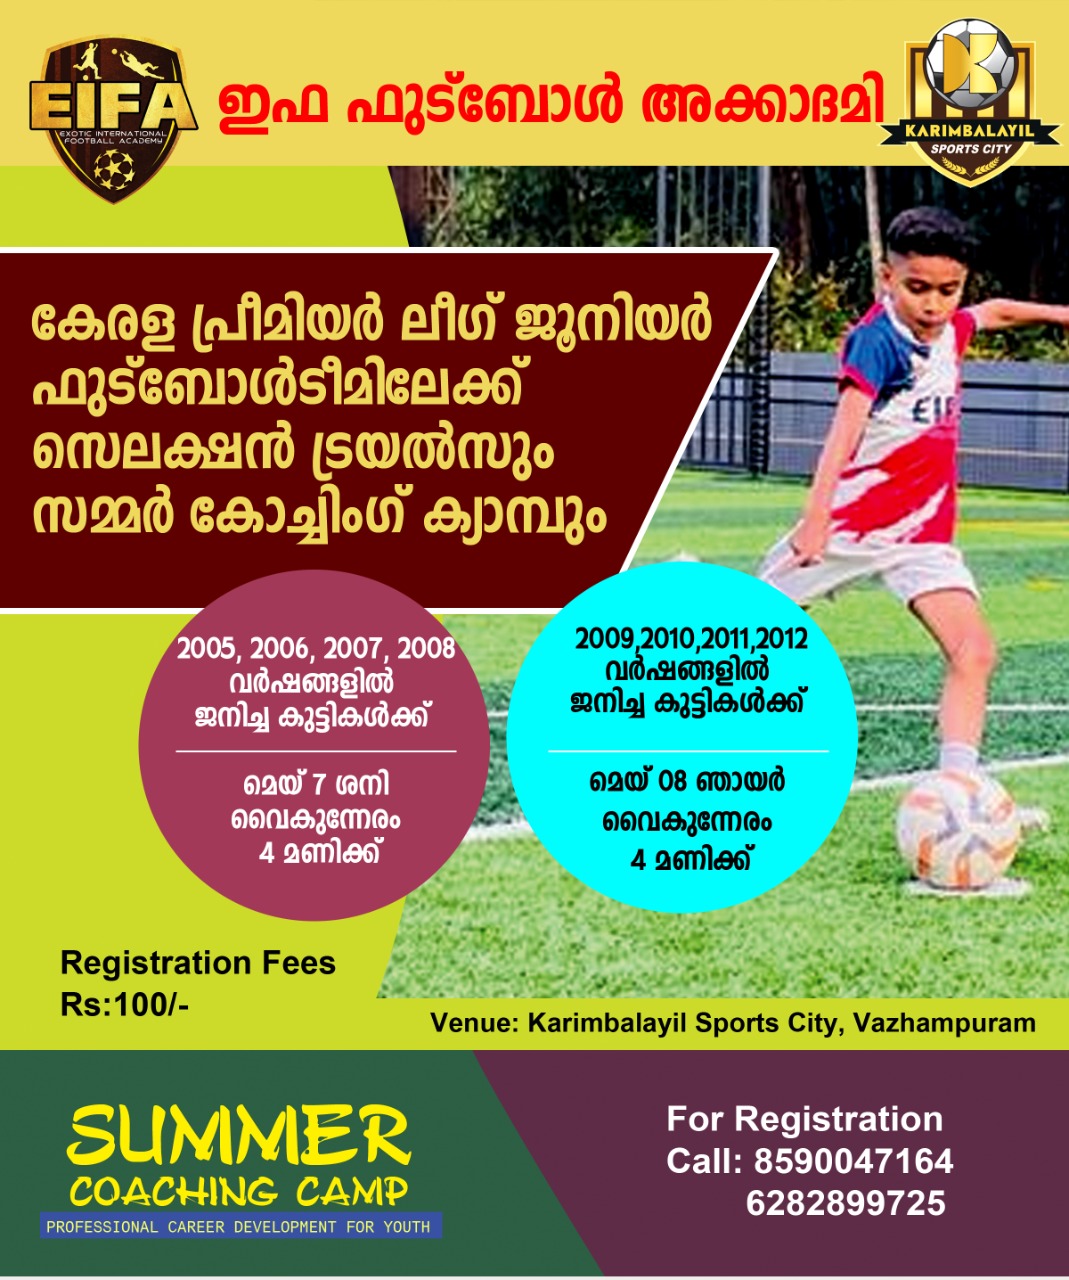 EIFA
EXOTIC INTERNATIONAL
FOOTBALL ACADEMY
ഇഫ ഫുട്ബോൾ അക്കാദമി
KARIMBALAYIL
SPORTS CITY
കേരള പ്രീമിയർ ലീഗ് ജൂനിയർ
ഫുട്ബോൾടീമിലേക്ക്
സെലക്ഷൻ ട്രയൽസും
സമ്മർ കോച്ചിംഗ് ക്യാമ്പും
EIF
2005, 2006, 2007, 2008
വർഷങ്ങളിൽ
ജനിച്ച കുട്ടികൾക്ക്
മെയ് 7 ശനി
വൈകുന്നേരം
4 മണിക്ക്
2009,2010,2011,2012
വർഷങ്ങളിൽ
ജനിച്ച കുട്ടികൾക്ക്
മെയ് 08 ഞായർ
വൈകുന്നേരം
4 മണിക്ക്
Registration Fees
Rs:100/-
Venue: Karimbalayil Sports City, Vazhampuram
SUMMER
COACHING CAMP
PROFESSIONAL CAREER DEVELOPMENT FOR YOUTH
For Registration
Call: 8590047164
6282899725